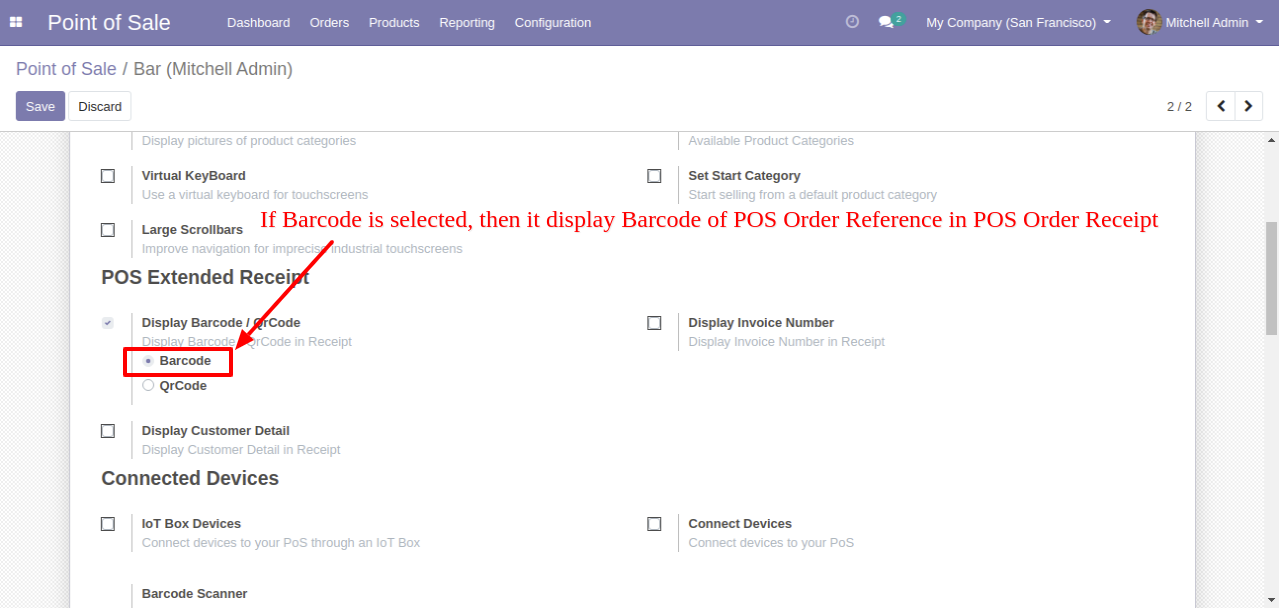 Point of Sale Dashboard Orders Products Reporting Configuration 2 My Company (San Francisco) Mitchell Admin
Point of Sale / Bar (Mitchell Admin)
Save Discard 2 / 2
Display pictures of product categories Available Product Categories
Virtual KeyBoard Set Start Category
Use a virtual keyboard for touchscreens Start selling from a default product category
If Barcode is selected, then it display Barcode of POS Order Reference in POS Order Receipt
Large Scrollbars
Improve navigation for imprecise industrial touchscreens
POS Extended Receipt
Display Barcode / QrCode Display Invoice Number
Display Barcode / QrCode in Receipt Display Invoice Number in Receipt
Barcode
QrCode
Display Customer Detail
Display Customer Detail in Receipt
Connected Devices
IoT Box Devices Connect Devices
Connect devices to your PoS through an IoT Box Connect devices to your PoS
Barcode Scanner